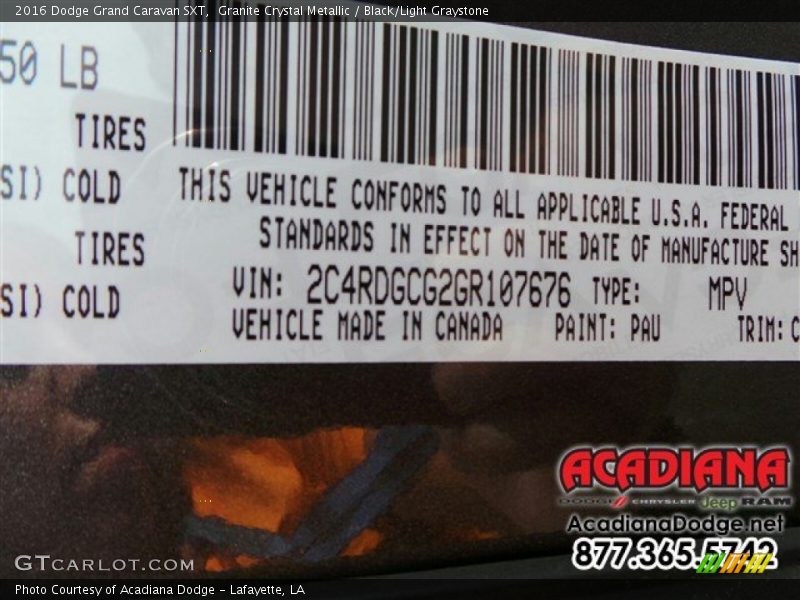 2016 Dodge Grand Caravan SXT,  Granite Crystal Metallic / Black/Light Graystone
50 LB
TIRES
SI) COLD
THIS VEHICLE CONFORMS TO ALL APPLICABLE U.S.A. FEDERAL
STANDARDS IN EFFECT ON THE DATE OF MANUFACTURE SH
TIRES
VIN: 2C4RDGCG2GR107676 TYPE: MPV
SI) COLD
VEHICLE MADE IN CANADA PAINT: PAU TRIM: C
ACADIANA
DODGE CHRYSLER Jeep RAM
AcadianaDodge.net
877.365.5742
GTCARLOT.COM
Photo Courtesy of Acadiana Dodge - Lafayette, LA